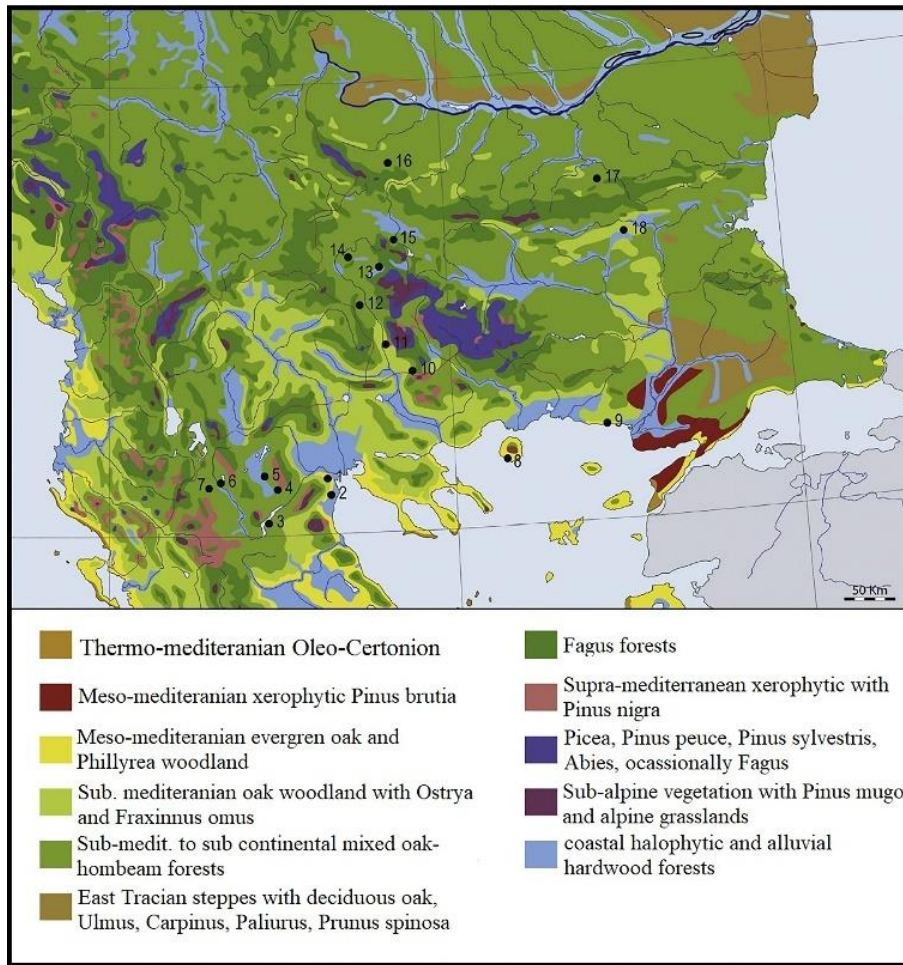 16
17
18
15
14
13
12
11
10
9
8
5
1
7
6
4
2
3
50 Km
Thermo-mediteranian Oleo-Certonion
Meso-mediteranian xerophytic Pinus brutia
Meso-mediteranian evergren oak and
Phillyrea woodland
Sub. mediteranian oak woodland with Ostrya
and Fraxinnus omus
Sub-medit. to sub continental mixed oak-
hombeam forests
East Tracian steppes with deciduous oak,
Ulmus, Carpinus, Paliurus, Prunus spinosa
Fagus forests
Supra-mediterranean xerophytic with
Pinus nigra
Picea, Pinus peuce, Pinus sylvestris,
Abies, ocassionally Fagus
Sub-alpine vegetation with Pinus mugo
and alpine grasslands
coastal halophytic and alluvial
hardwood forests